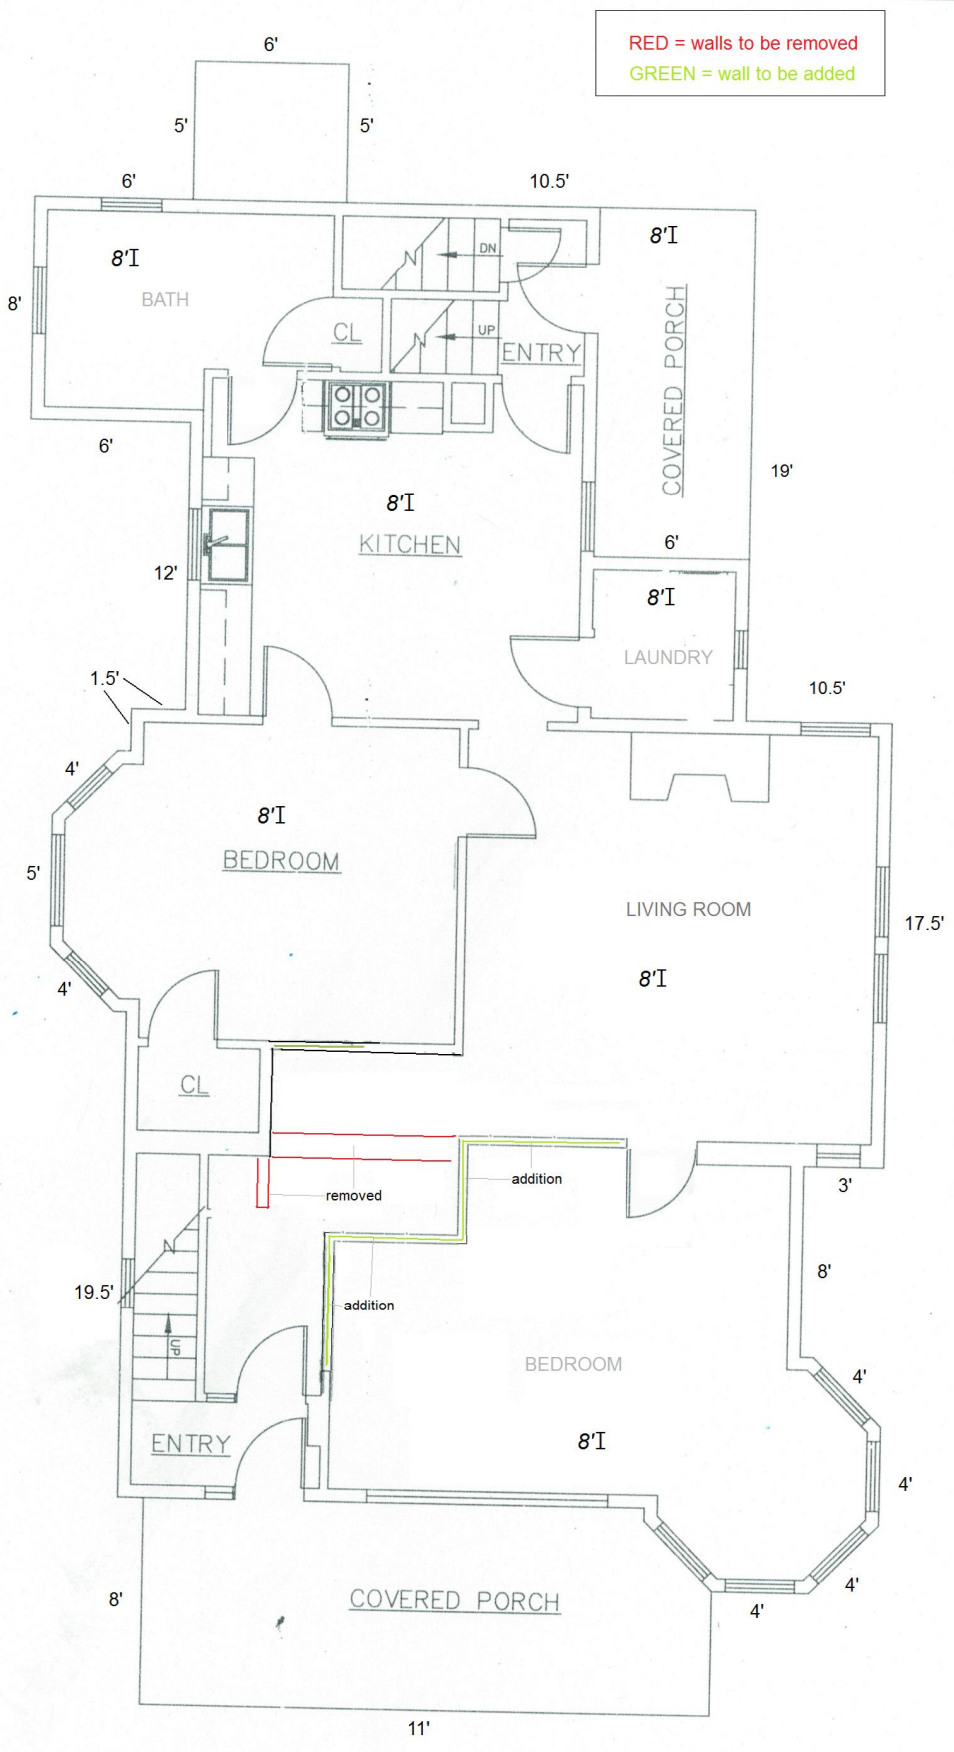 RED = walls to be removed
GREEN = wall to be added
6'
5'
5'
6'
10.5'
8'I
8'I
BATH
DN
8'
N
CL
UP
N
ENTRY
COVERED PORCH
6'
19'
8'I
KITCHEN
6'
12'
8'I
LAUNDRY
1.5'
10.5'
4'
8'I
BEDROOM
5'
LIVING ROOM
17.5'
8'I
4'
CL
removed
addition
3'
N
8'
19.5'
addition
UP
BEDROOM
4'
8'I
ENTRY
4'
4'
8'
COVERED PORCH
4'
11'